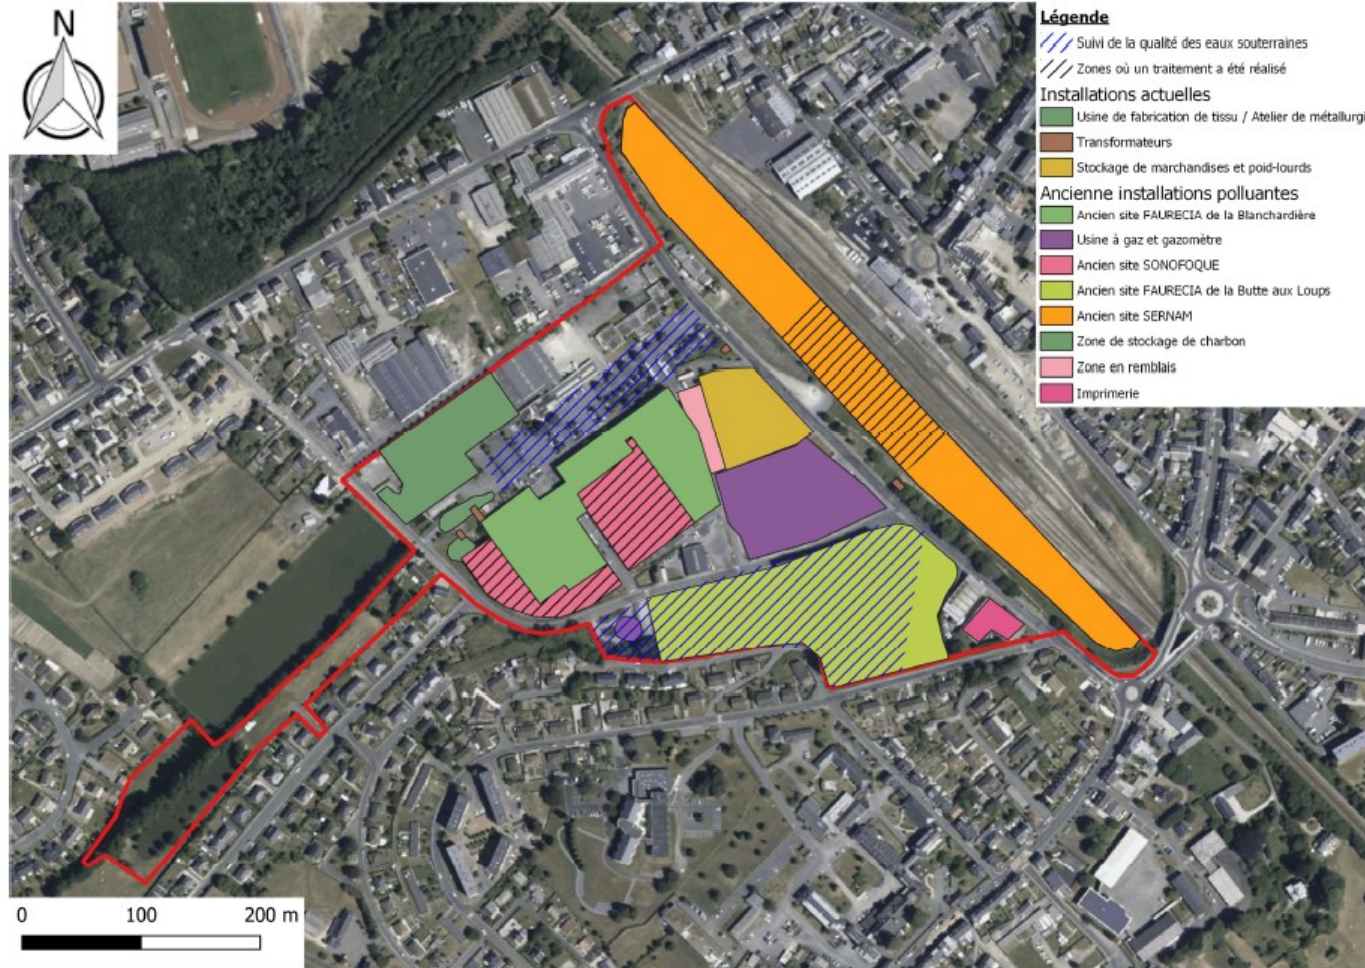 N
Légende
Suivi de la qualité des eaux souterraines
Zones où un traitement a été réalisé
Installations actuelles
Usine de fabrication de tissu / Atelier de métallurgi
Transformateurs
Stockage de marchandises et poid-lourds
Ancienne installations polluantes
Ancien site FAURECIA de la Blanchardière
Usine à gaz et gazomètre
Ancien site SONOFOQUE
Ancien site FAURECIA de la Butte aux Loups
Ancien site SERNAM
Zone de stockage de charbon
Zone en remblais
Imprimerie
0 100 200 m